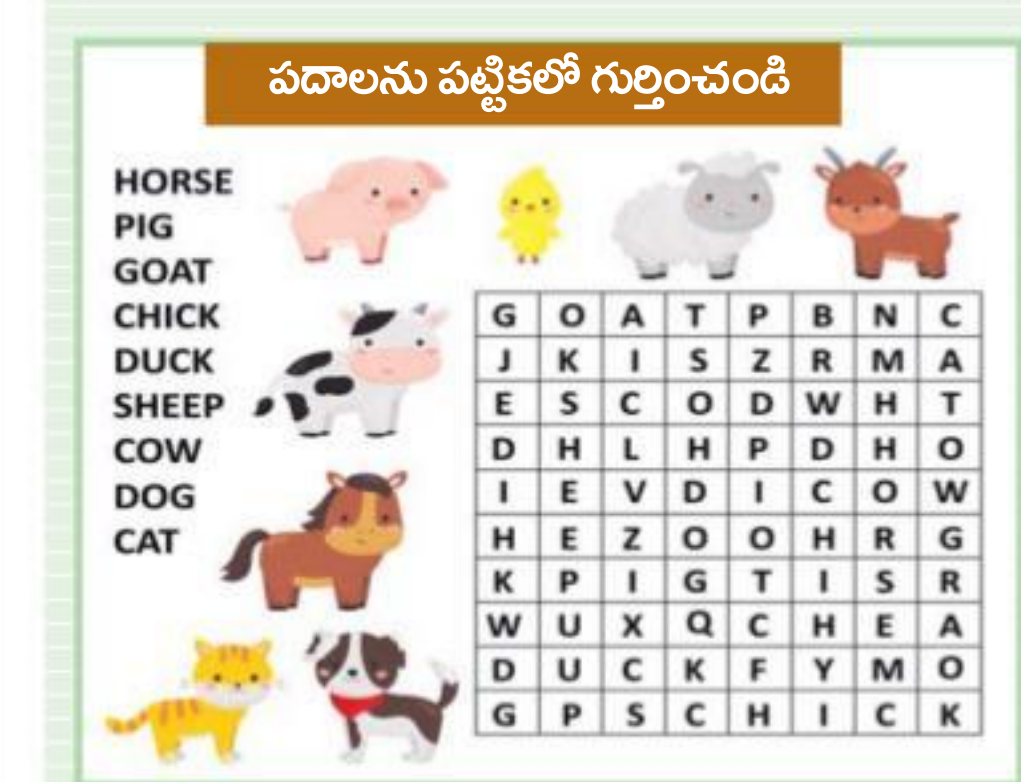 పదాలను పట్టికలో గుర్తించండి
HORSE
PIG
GOAT
CHICK
DUCK
SHEEP
COW
DOG
CAT
G O A T P B N C
J K I S Z R M A
E S C O D W H T
D H L H P D H O
I E V D I C O W
H E Z O O H R G
K P I G T I S R
W U X Q C H E A
D U C K F Y M O
G P S C H I C K